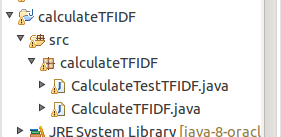 calculateTFIDF
src
calculateTFIDF
CalculateTestTFIDF.java
CalculateTFIDF.java
JRE System Library [java-8-oracl